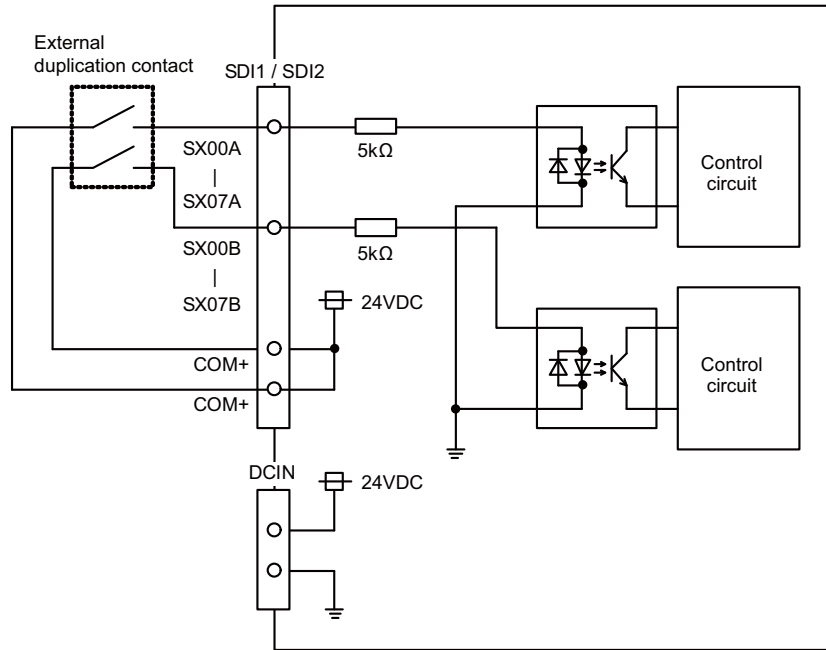 External
duplication contact
SDI1 / SDI2
SX00A
|
SX07A
5kΩ
Control
circuit
SX00B
|
SX07B
5kΩ
24VDC
COM+
COM+
Control
circuit
DCIN
24VDC